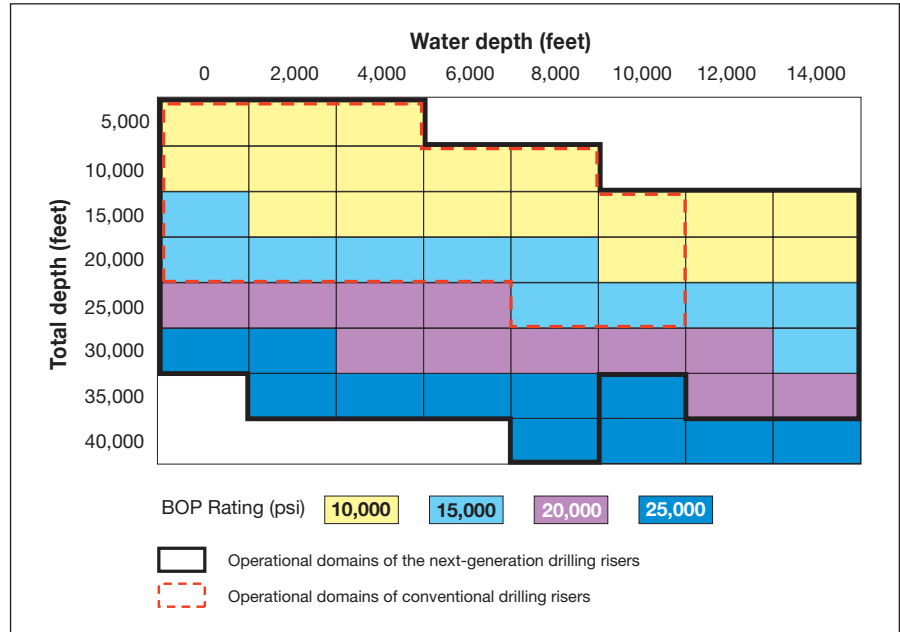 Water depth (feet)
0 2,000 4,000 6,000 8,000 10,000 12,000 14,000
Total depth (feet)
5,000
10,000
15,000
20,000
25,000
30,000
35,000
40,000
BOP Rating (psi) 10,000 15,000 20,000 25,000
Operational domains of the next-generation drilling risers
Operational domains of conventional drilling risers